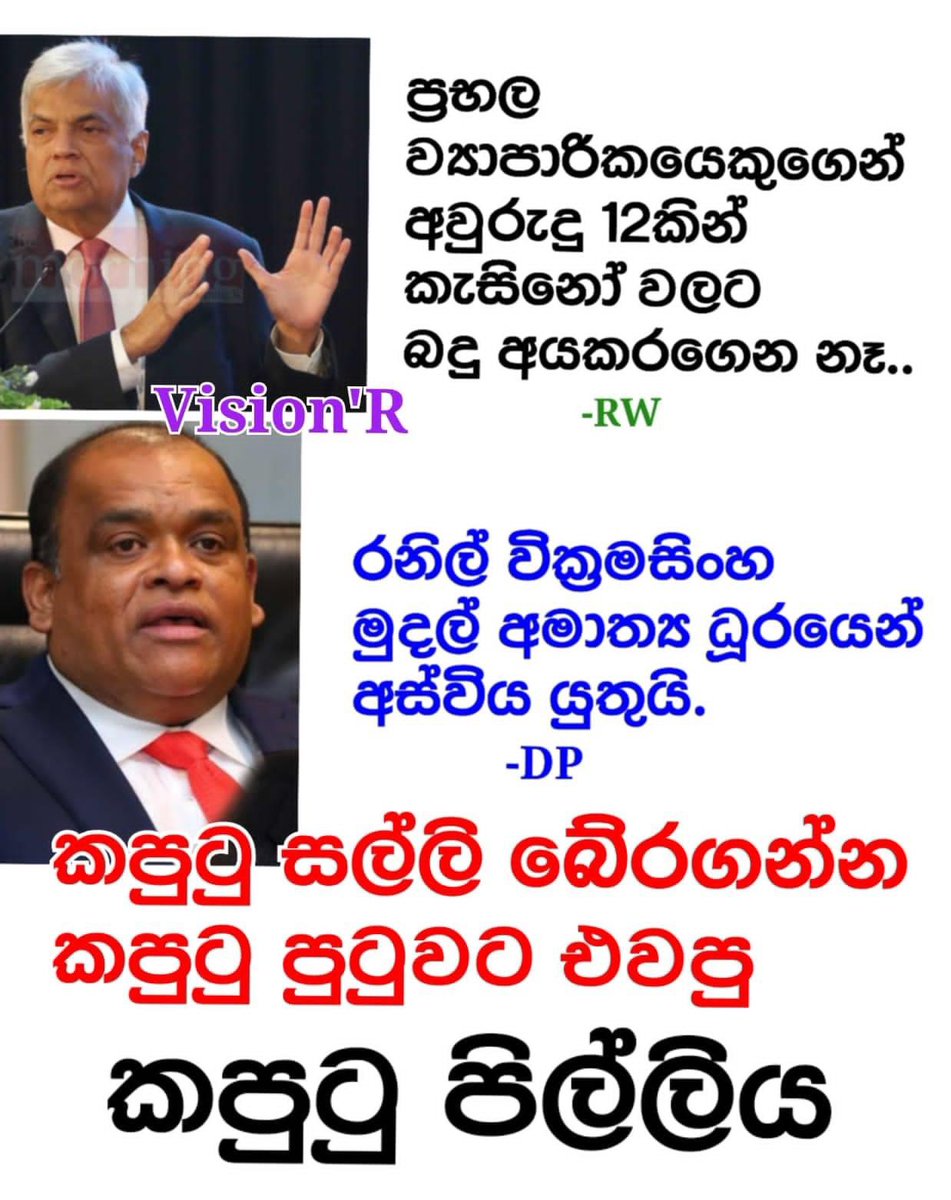 ප්‍රභල
ව්‍යාපාරිකයෙකුගෙන්
අවුරුදු 12කින්
කැසිනෝ වලට
බදු අයකරගෙන නෑ..
-RW
morning
Vision'R
රනිල් වික්‍රමසිංහ
මුදල් අමාත්‍ය ධූරයෙන්
අස්විය යුතුයි.
-DP
කපුටු සල්ලි බේරගන්න
කපුටු පුටුවට එවපු
කපුටු පිල්ලිය